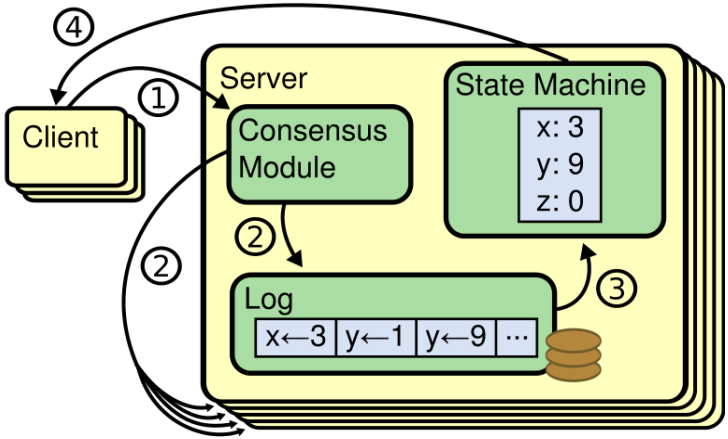 ④
①
Server
State Machine
Client
Consensus
Module
x: 3
y: 9
z: 0
②
②
③
Log
x←3 y←1 y←9 ...